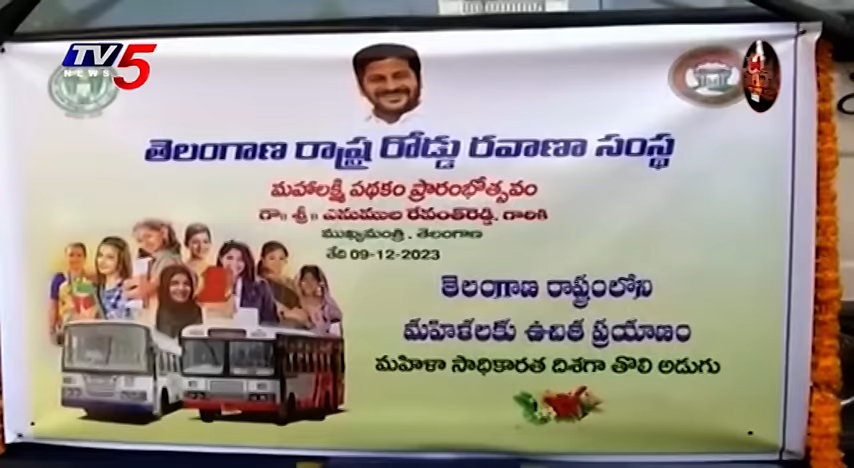 TV5
NEWS
తెలంగాణ రాష్ట్ర రోడ్డు రవాణా సంస్థ
మహాలక్ష్మి పథకం ప్రారంభోత్సవం
గౌ॥ శ్రీ॥ ఎనుముల రేవంత్‌రెడ్డి, గారిచే
ముఖ్యమంత్రి, తెలంగాణ
తేది 09-12-2023
తెలంగాణ రాష్ట్రంలోని
మహిళలకు ఉచిత ప్రయాణం
మహిళా సాధికారత దిశగా తొలి అడుగు